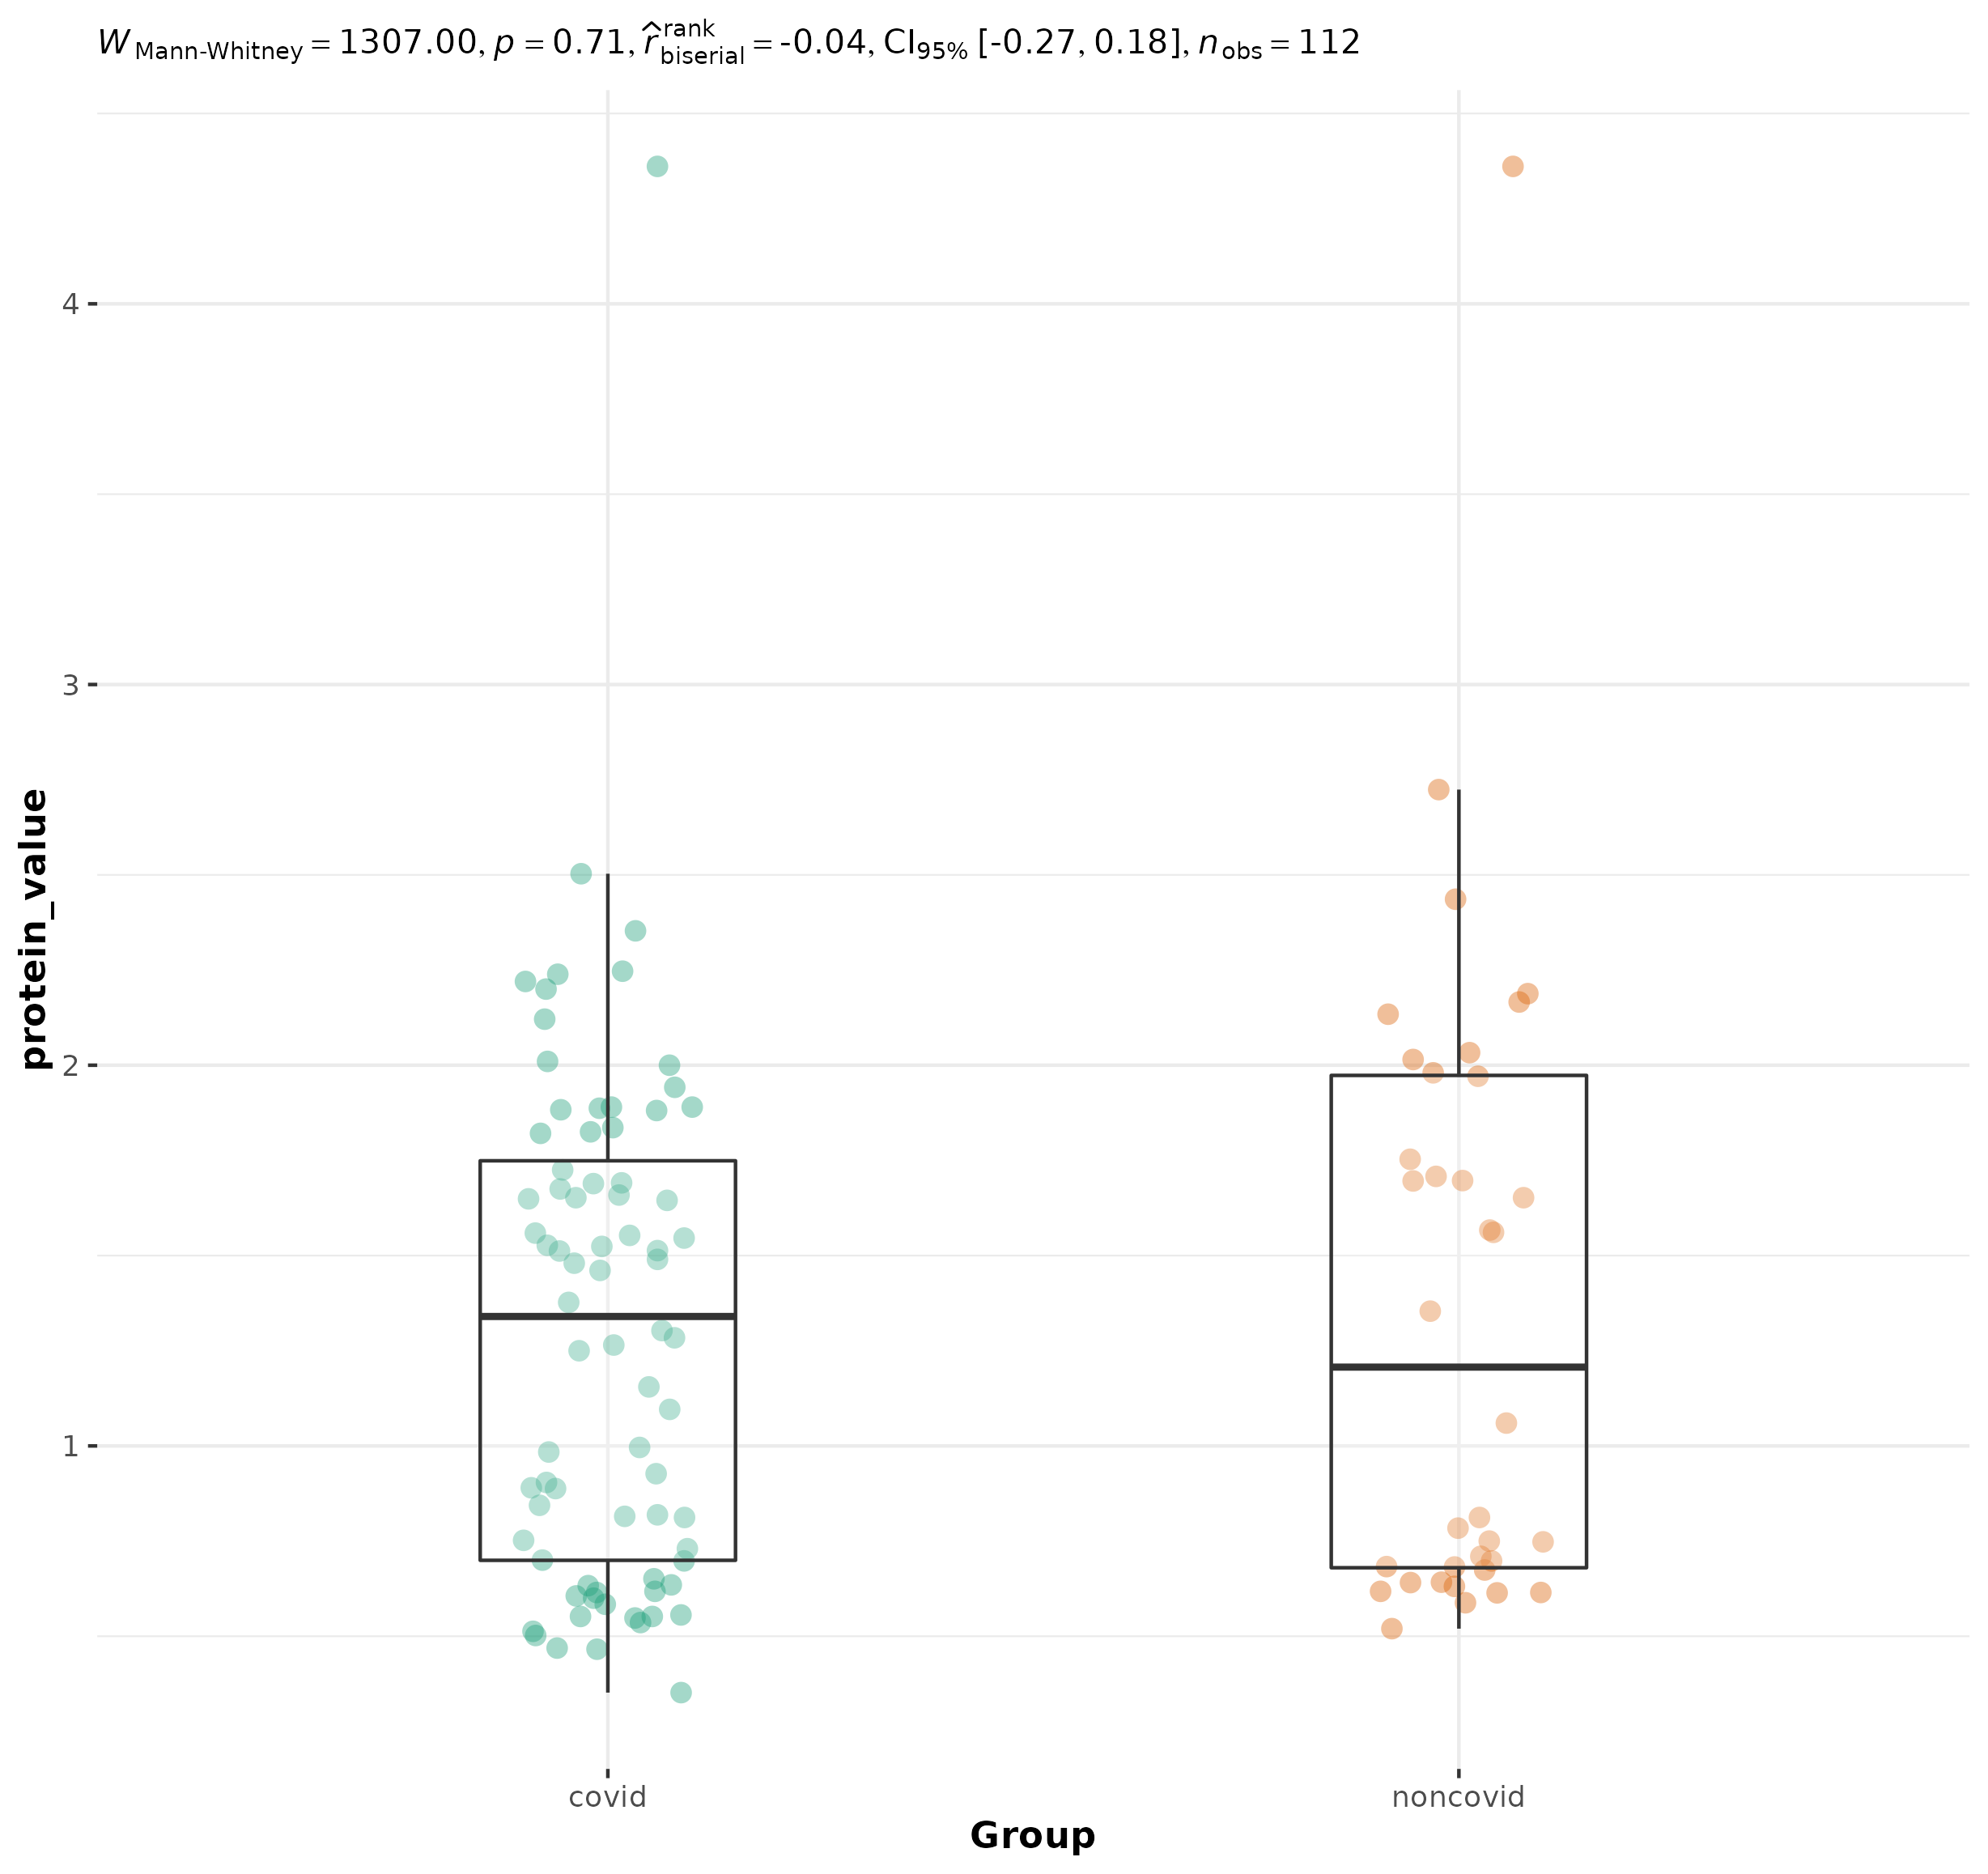 W Mann-Whitney = 1307.00, p = 0.71, r̂ rank biserial = -0.04, CI95% [-0.27, 0.18], nobs = 112
4
3
2
1
protein_value
covid noncovid
Group